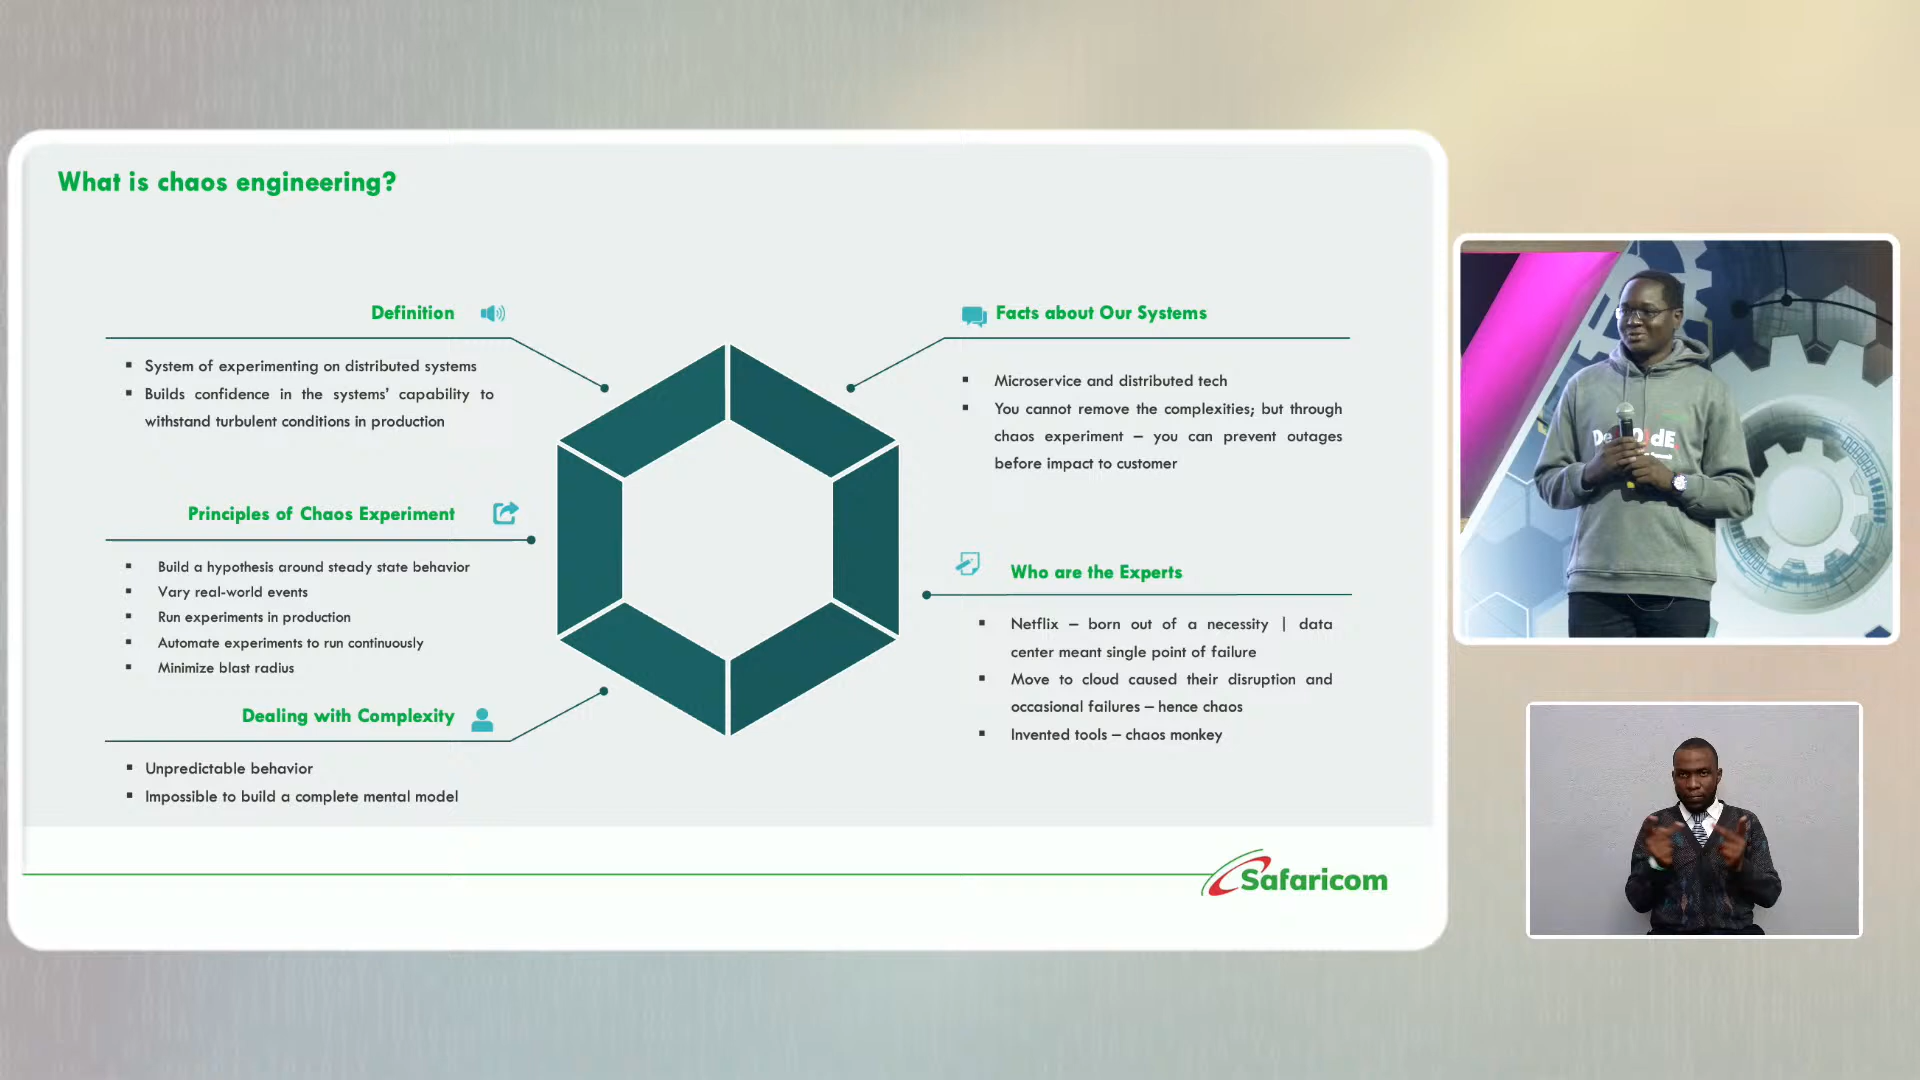 What is chaos engineering?
Definition
System of experimenting on distributed systems
Builds confidence in the systems' capability to
withstand turbulent conditions in production
Principles of Chaos Experiment
Build a hypothesis around steady state behavior
Vary real-world events
Run experiments in production
Automate experiments to run continuously
Minimize blast radius
Dealing with Complexity
Unpredictable behavior
Impossible to build a complete mental model
Facts about Our Systems
Microservice and distributed tech
You cannot remove the complexities; but through
chaos experiment – you can prevent outages
before impact to customer
Who are the Experts
Netflix – born out of a necessity | data
center meant single point of failure
Move to cloud caused their disruption and
occasional failures – hence chaos
Invented tools – chaos monkey
Safaricom